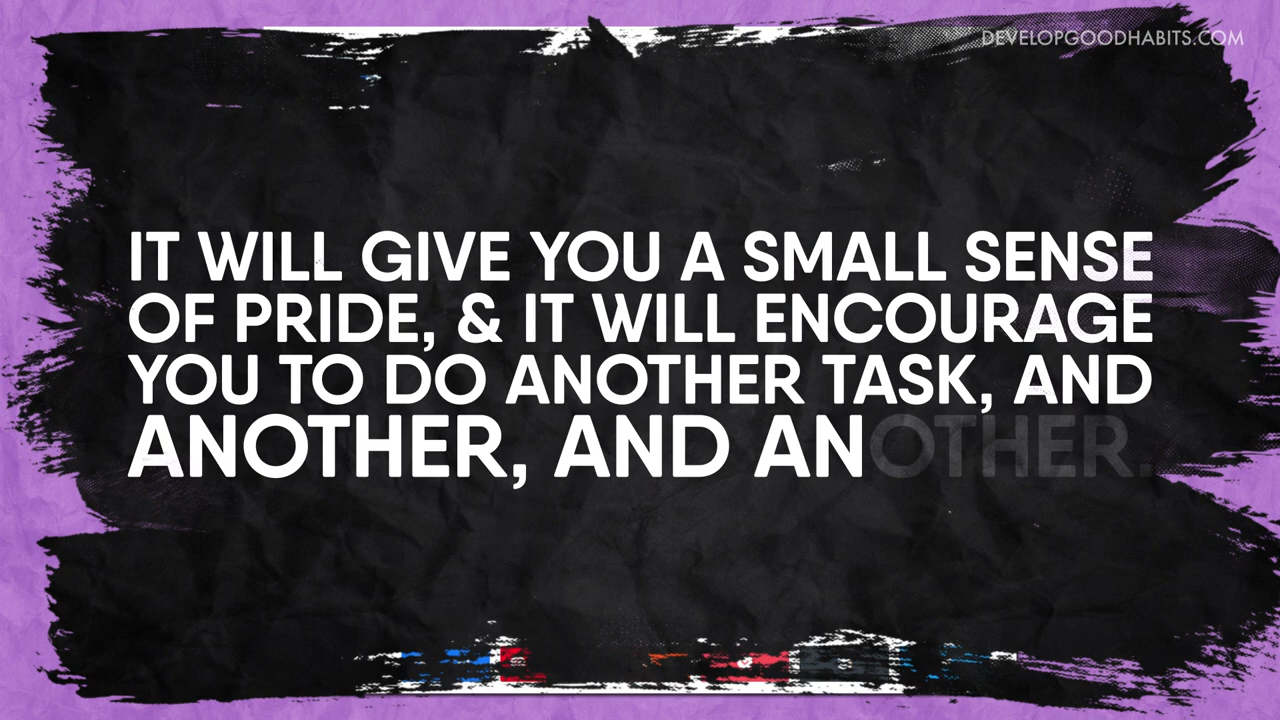 DEVELOPGOODHABITS.COM
IT WILL GIVE YOU A SMALL SENSE
OF PRIDE, & IT WILL ENCOURAGE
YOU TO DO ANOTHER TASK, AND
ANOTHER, AND ANOTHER.